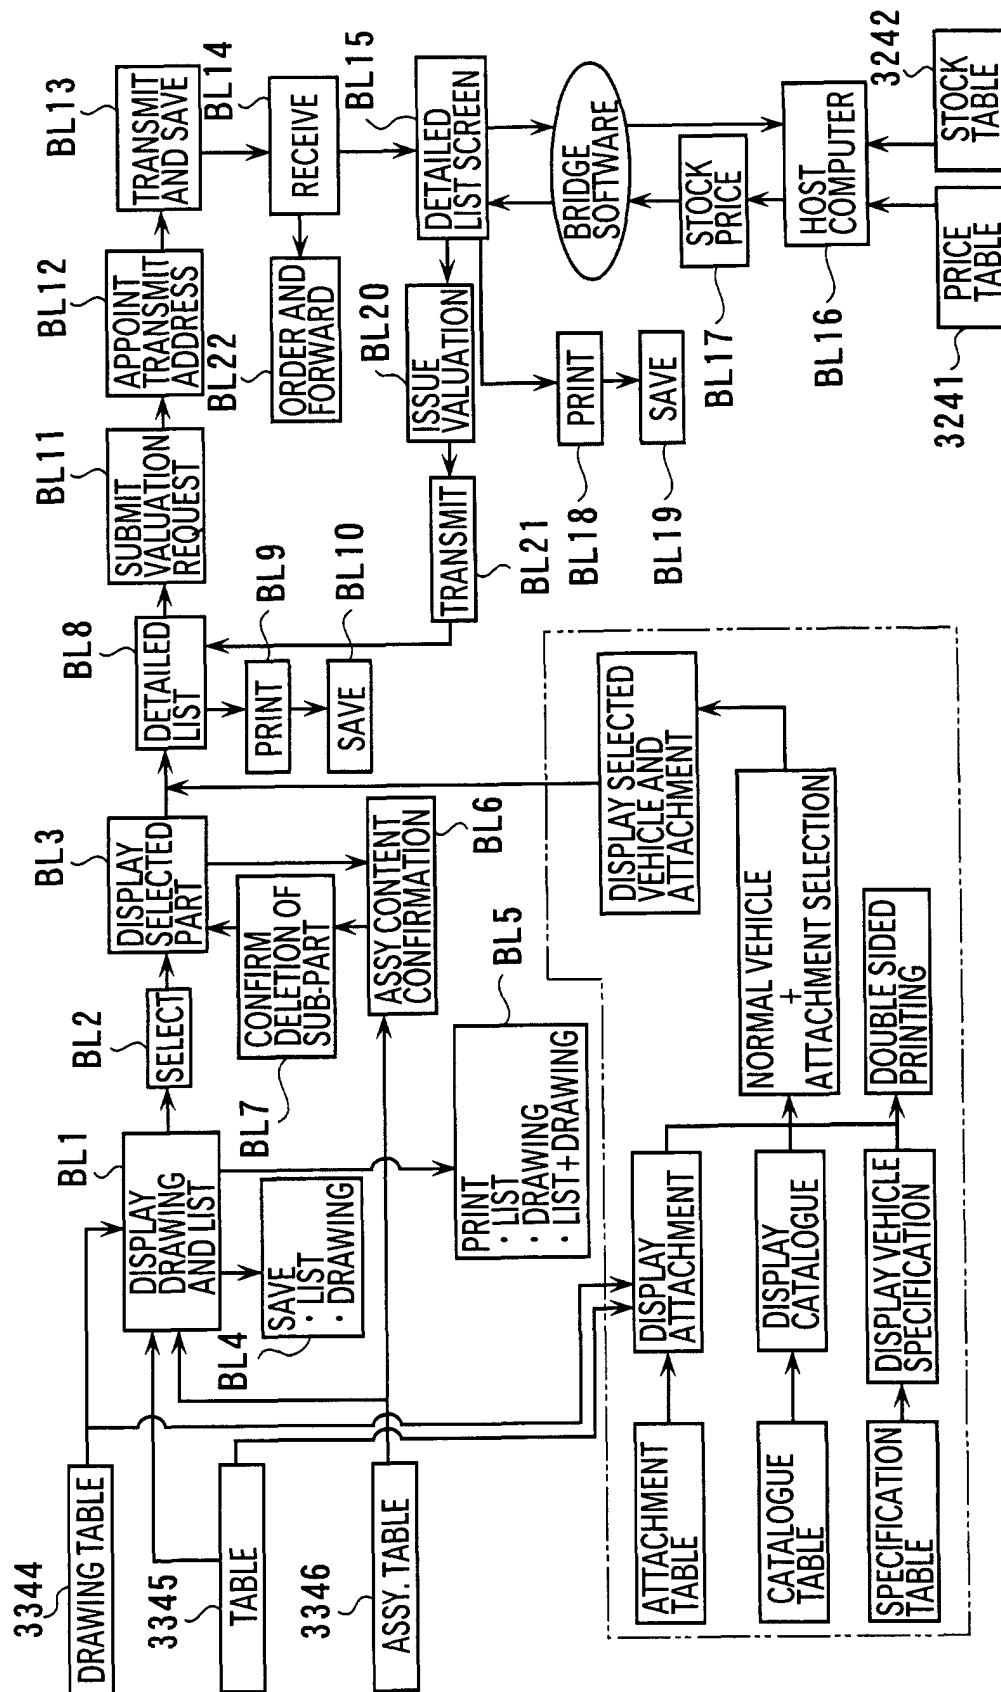 3344
DRAWING TABLE
3345
TABLE
3346
ASSY. TABLE
BL1
DISPLAY
DRAWING
AND LIST
BL2
SELECT
BL3
DISPLAY
SELECTED
PART
BL4
SAVE
· LIST
· DRAWING
BL5
PRINT
· LIST
· DRAWING
· LIST+DRAWING
BL6
ASSY CONTENT
CONFIRMATION
BL7
CONFIRM
DELETION OF
SUB-PART
BL8
DETAILED
LIST
BL9
PRINT
BL10
SAVE
BL11
SUBMIT
VALUATION
REQUEST
BL12
APPOINT
TRANSMIT
ADDRESS
BL13
TRANSMIT
AND SAVE
BL14
RECEIVE
BL22
ORDER AND
FORWARD
BL15
DETAILED
LIST SCREEN
BL20
ISSUE
VALUATION
BL21
TRANSMIT
BRIDGE
SOFTWARE
BL18
PRINT
BL19
SAVE
BL17
STOCK
PRICE
BL16
HOST
COMPUTER
3241
PRICE
TABLE
3242
STOCK
TABLE
ATTACHMENT
TABLE
DISPLAY
ATTACHMENT
CATALOGUE
TABLE
DISPLAY
CATALOGUE
SPECIFICATION
TABLE
DISPLAY VEHICLE
SPECIFICATION
NORMAL VEHICLE
+
ATTACHMENT SELECTION
DOUBLE SIDED
PRINTING
DISPLAY SELECTED
VEHICLE AND
ATTACHMENT